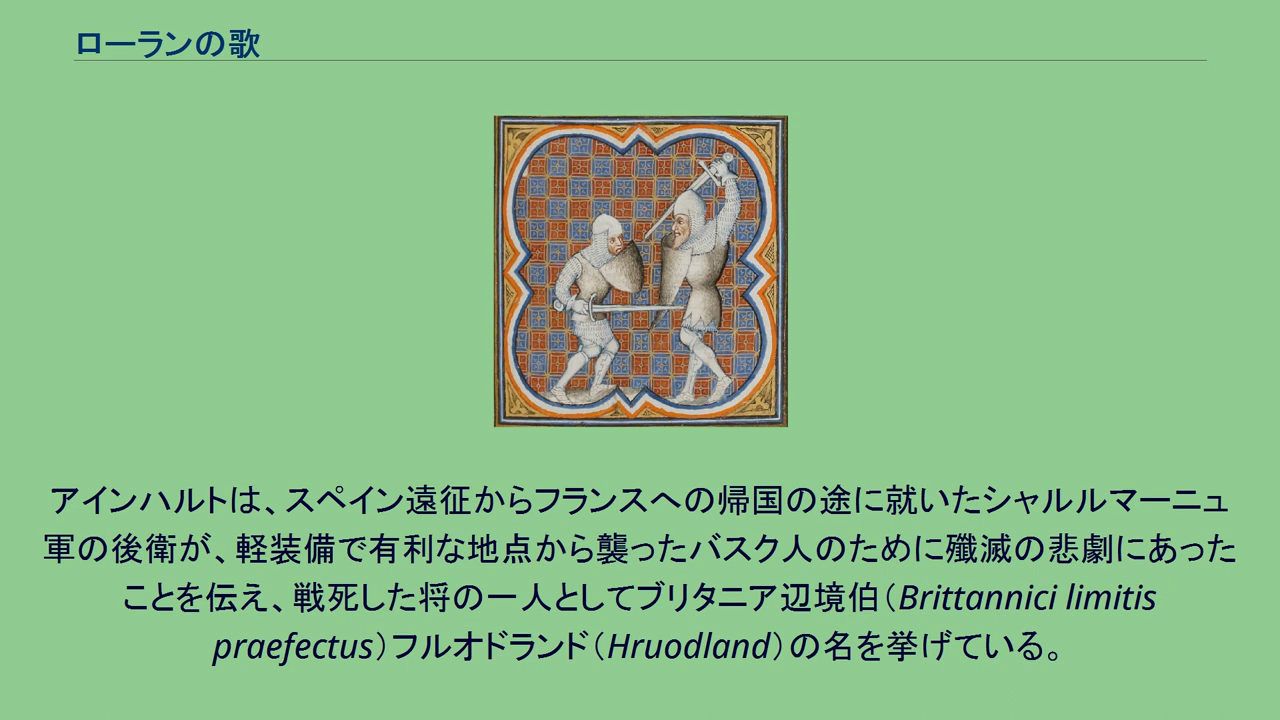 ローランの歌
アインハルトは、スペイン遠征からフランスへの帰国の途に就いたシャルルマーニュ
軍の後衛が、軽装備で有利な地点から襲ったバスク人のために殲滅の悲劇にあった
ことを伝え、戦死した将の一人としてブリタニア辺境伯（Brittannici limitis
praefectus）フルオドランド（Hruodland）の名を挙げている。